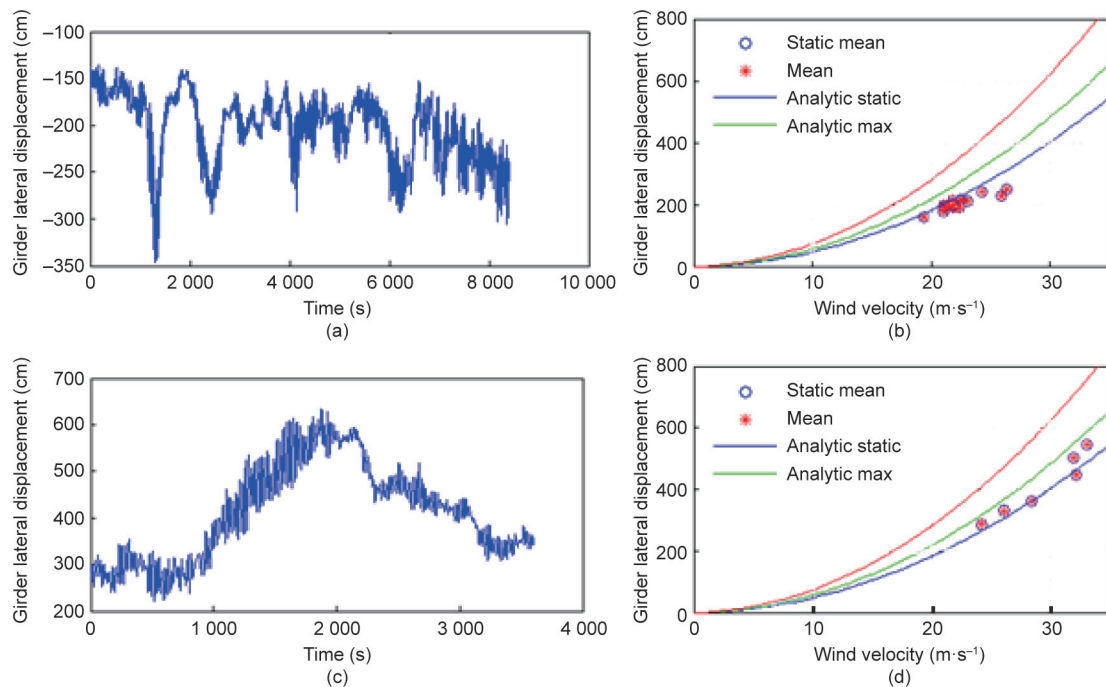 −100
−150
−200
−250
−300
−350
Girder lateral displacement (cm)
0
2 000
4 000
6 000
8 000
10 000
Time (s)
(a)
800
600
400
200
0
Girder lateral displacement (cm)
Static mean
Mean
Analytic static
Analytic max
0
10
20
30
Wind velocity (m·s⁻¹)
(b)
700
600
500
400
300
200
Girder lateral displacement (cm)
0
1 000
2 000
3 000
4 000
Time (s)
(c)
800
600
400
200
0
Girder lateral displacement (cm)
Static mean
Mean
Analytic static
Analytic max
0
10
20
30
Wind velocity (m·s⁻¹)
(d)